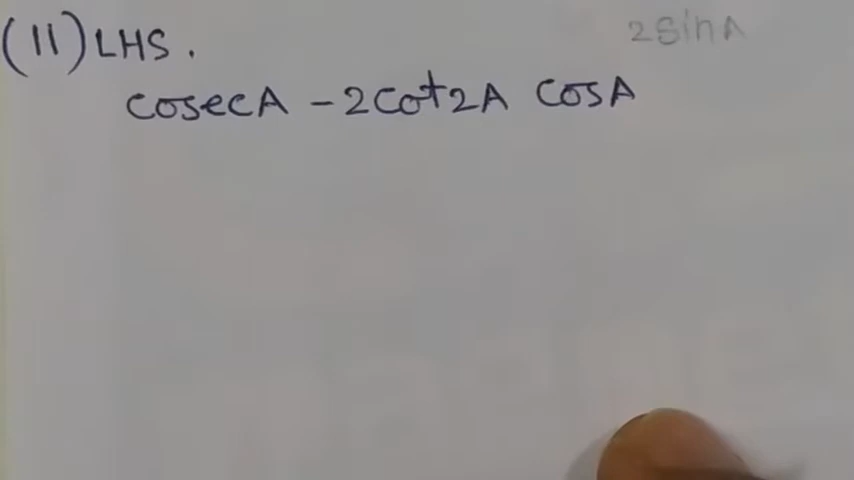 2SinA
(11) LHS.
CosecA - 2Cot2A CosA